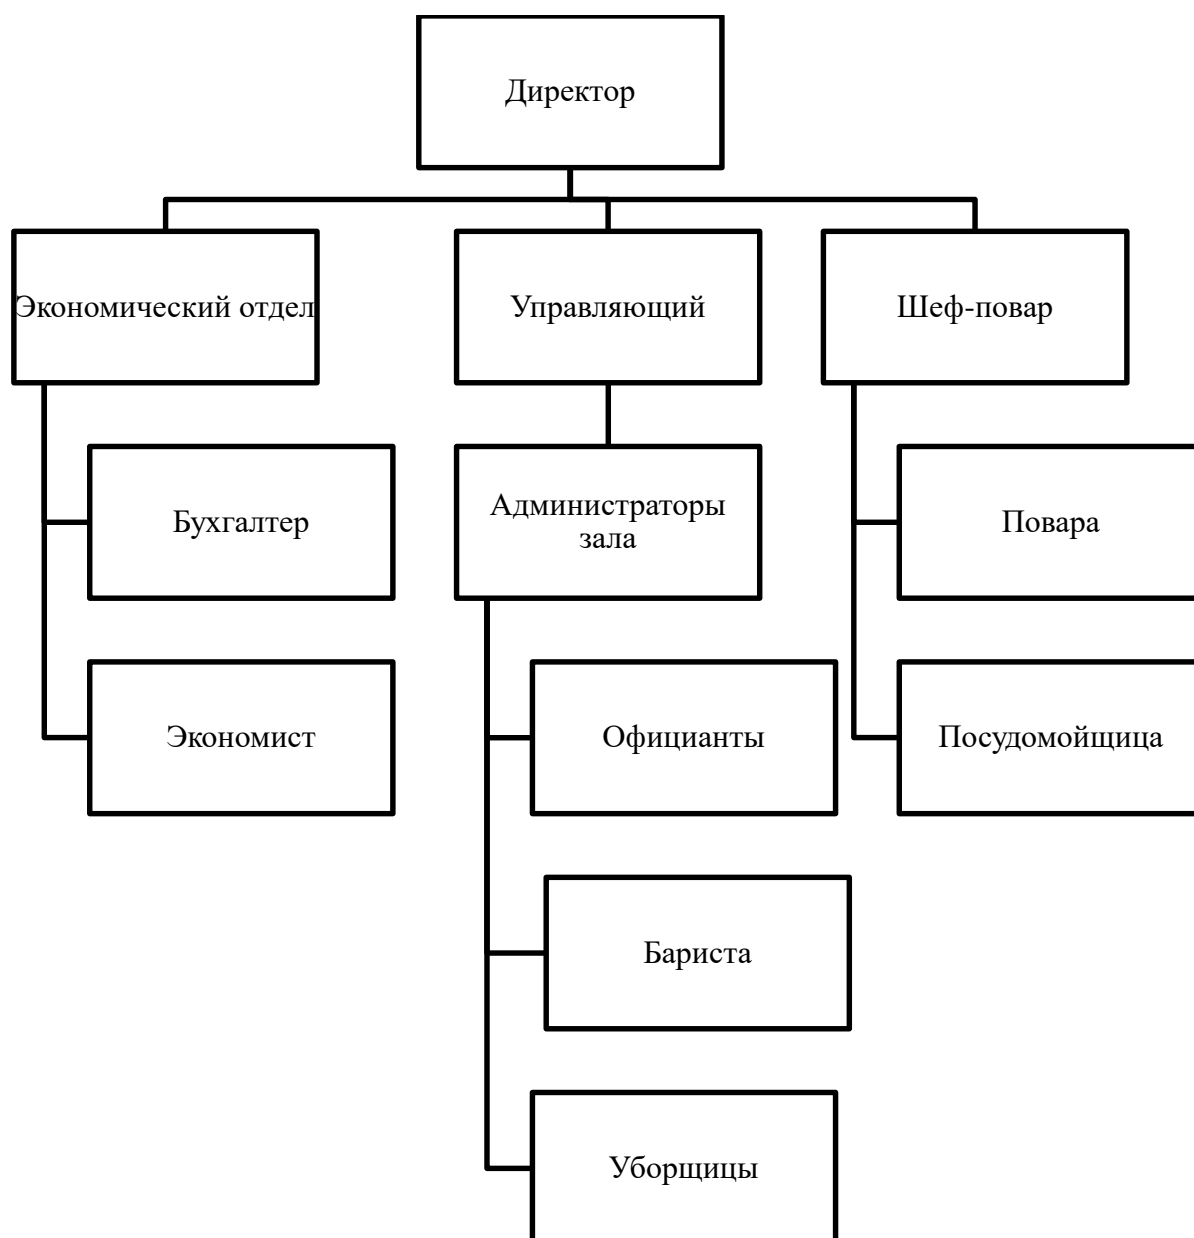 Директор
Экономический отдел
Управляющий
Шеф-повар
Бухгалтер
Администраторы
зала
Повара
Экономист
Официанты
Посудомойщица
Бариста
Уборщицы